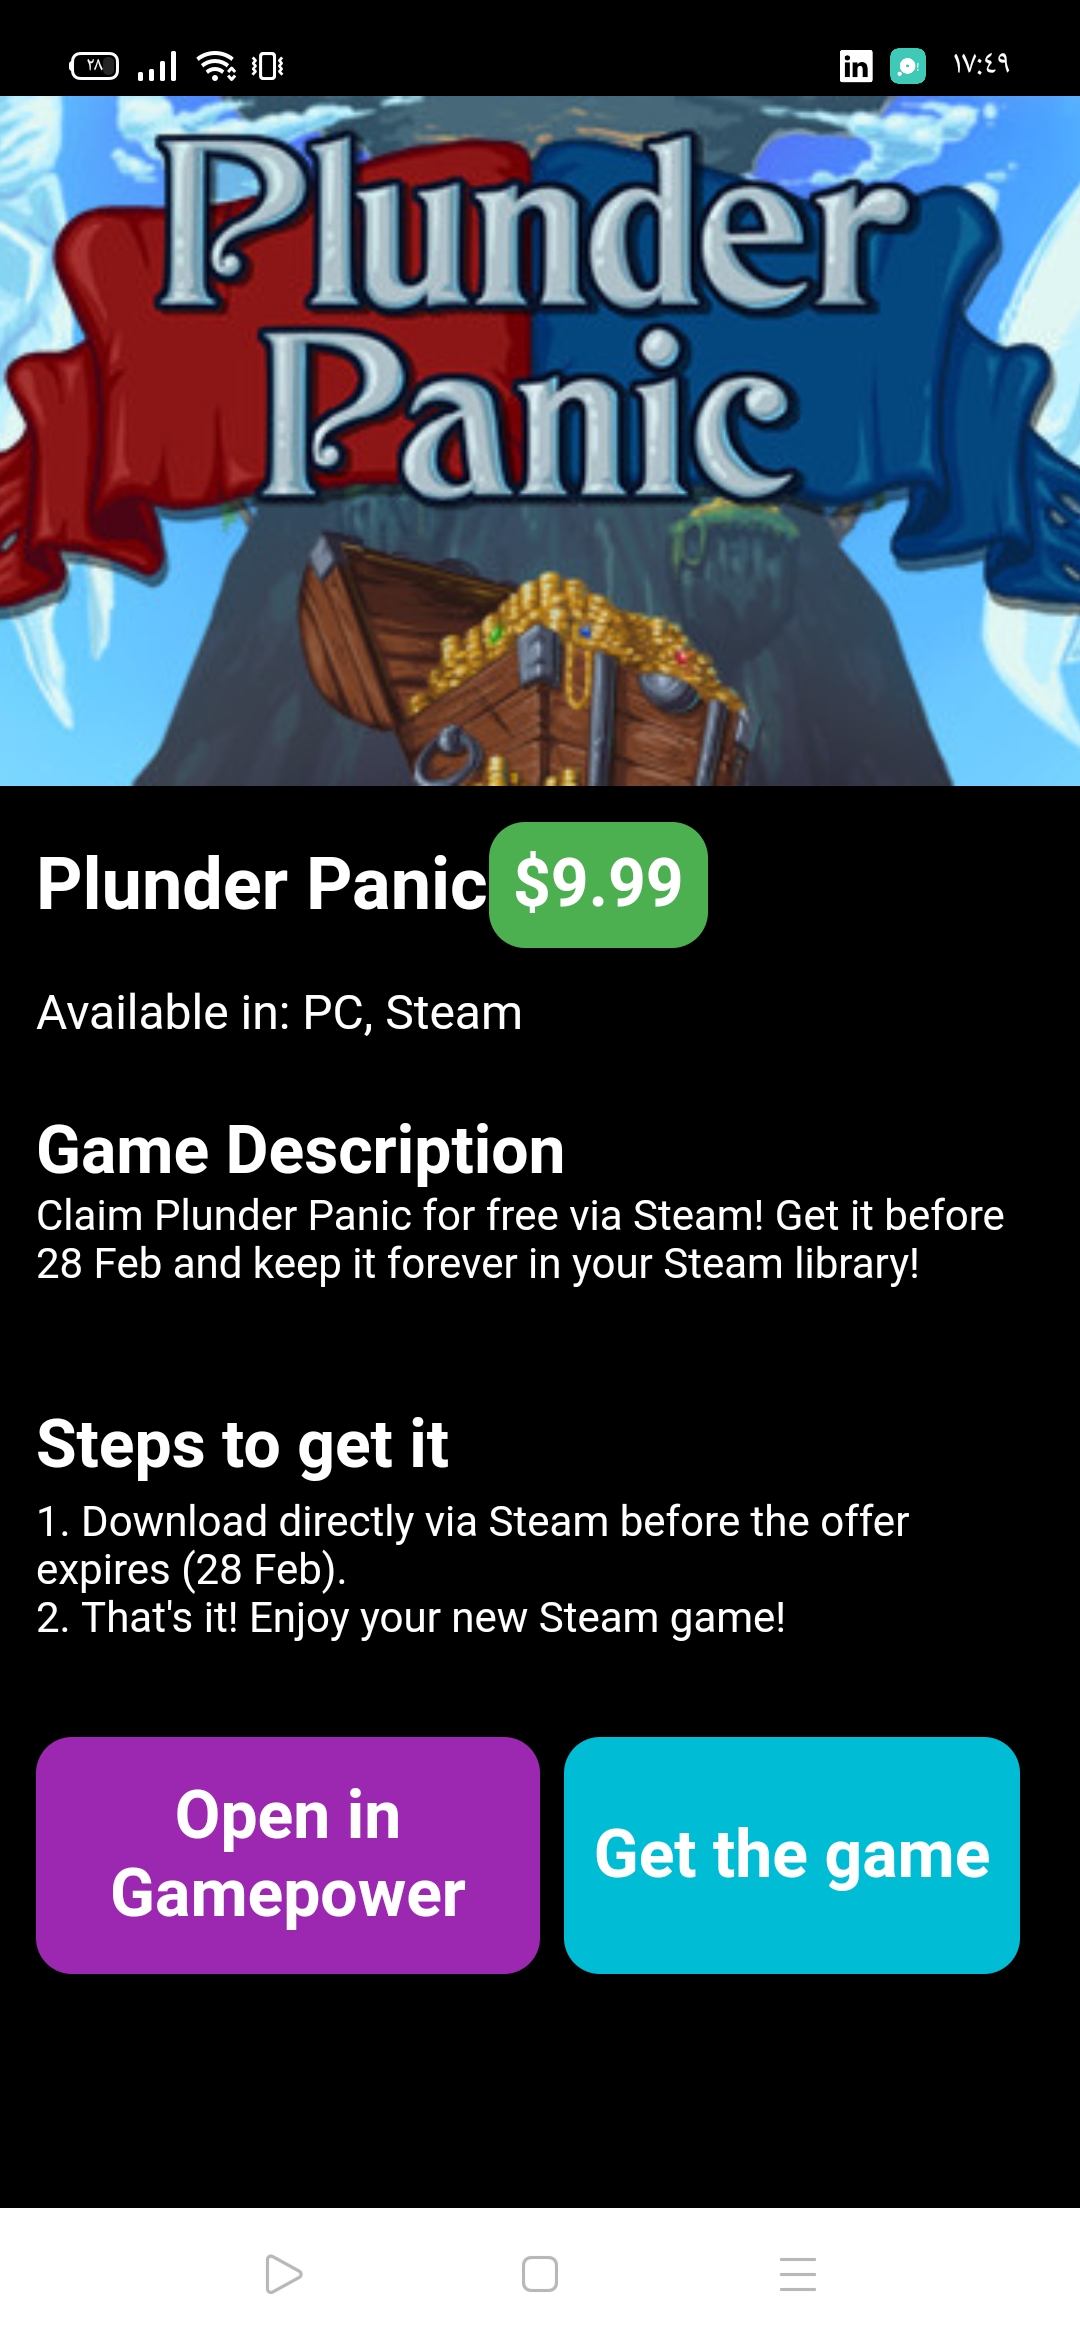 ٢٨
in
١٧:٤٩
Plunder
Panic
Plunder Panic $9.99
Available in: PC, Steam
Game Description
Claim Plunder Panic for free via Steam! Get it before
28 Feb and keep it forever in your Steam library!
Steps to get it
1. Download directly via Steam before the offer
expires (28 Feb).
2. That's it! Enjoy your new Steam game!
Open in
Gamepower
Get the game